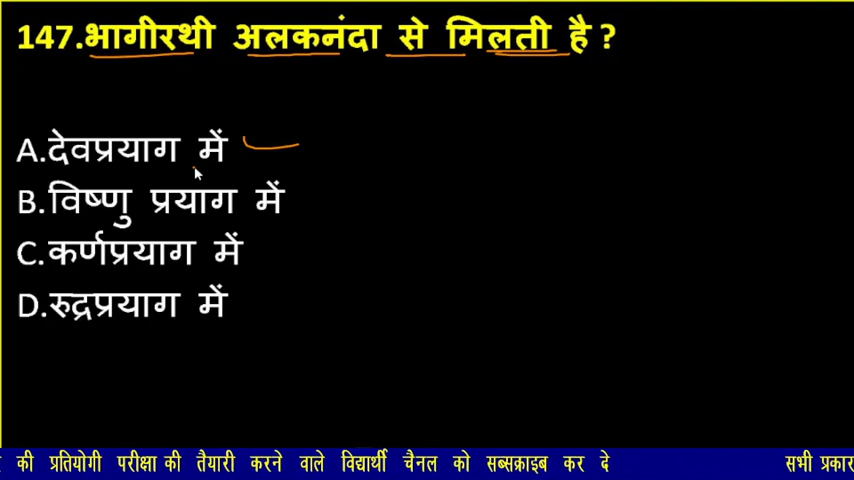 147.भागीरथी अलकनंदा से मिलती है ?
A.देवप्रयाग में
B.विष्णु प्रयाग में
C.कर्णप्रयाग में
D.रुद्रप्रयाग में
की प्रतियोगी परीक्षा की तैयारी करने वाले विद्यार्थी चैनल को सब्सक्राइब कर दे सभी प्रकार